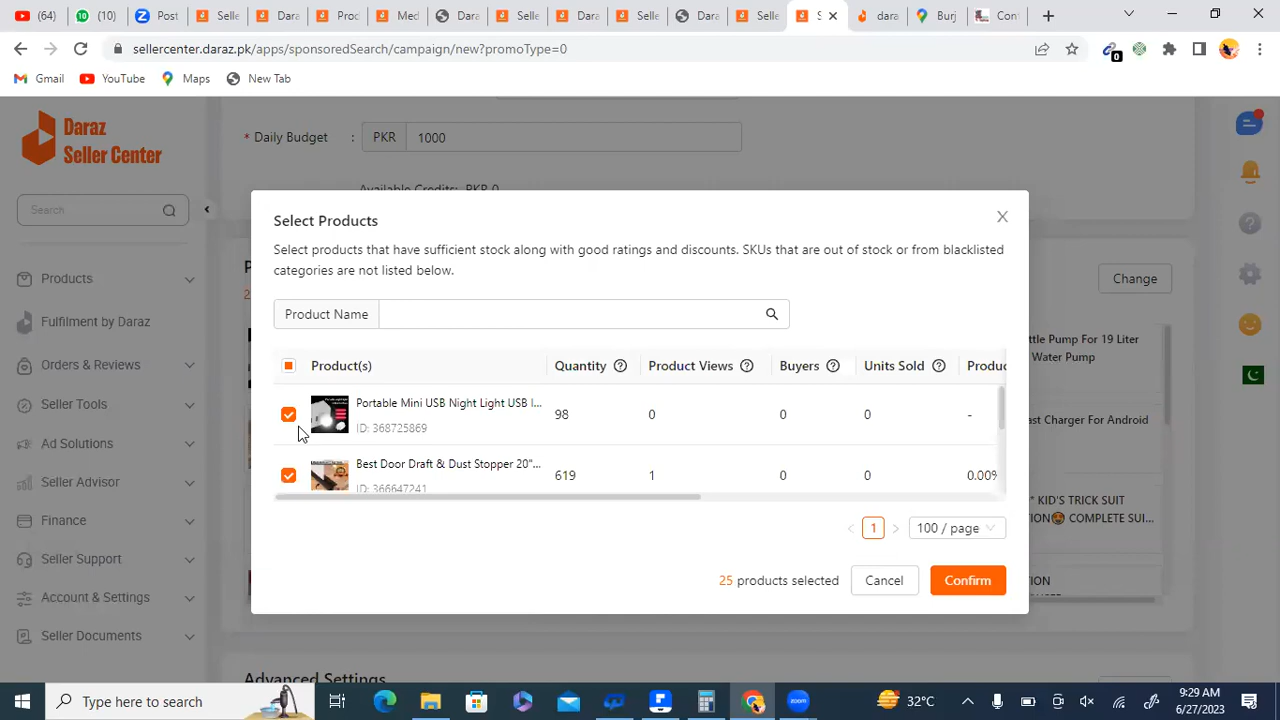 (64)
(10)
Post
Selle
Dara
Prod
Med
Dara
Selle
Dara
Selle
Dara
Selle
S
dara
Burj
Con
sellercenter.daraz.pk/apps/sponsoredSearch/campaign/new?promoType=0
0
Gmail
YouTube
Maps
New Tab
Daraz
Seller Center
Search
Products
Fulfilment by Daraz
Orders & Reviews
Seller Tools
Ad Solutions
Seller Advisor
Finance
Seller Support
Account & Settings
Seller Documents
* Daily Budget :
PKR
1000
Available Credits: PKR 0
Change
ttle Pump For 19 Liter
Water Pump
ast Charger For Android
" KID'S TRICK SUIT
TION COMPLETE SUI...
TION
Advanced Settings
Select Products
Select products that have sufficient stock along with good ratings and discounts. SKUs that are out of stock or from blacklisted
categories are not listed below.
Product Name
Product(s)
Quantity
Product Views
Buyers
Units Sold
Produc
Portable Mini USB Night Light USB l...
ID: 368725869
98
0
0
0
-
Best Door Draft & Dust Stopper 20"...
ID: 366647241
619
1
0
0
0.00%
1
100 / page
25 products selected
Cancel
Confirm
Type here to search
zoom
32°C
9:29 AM
6/27/2023